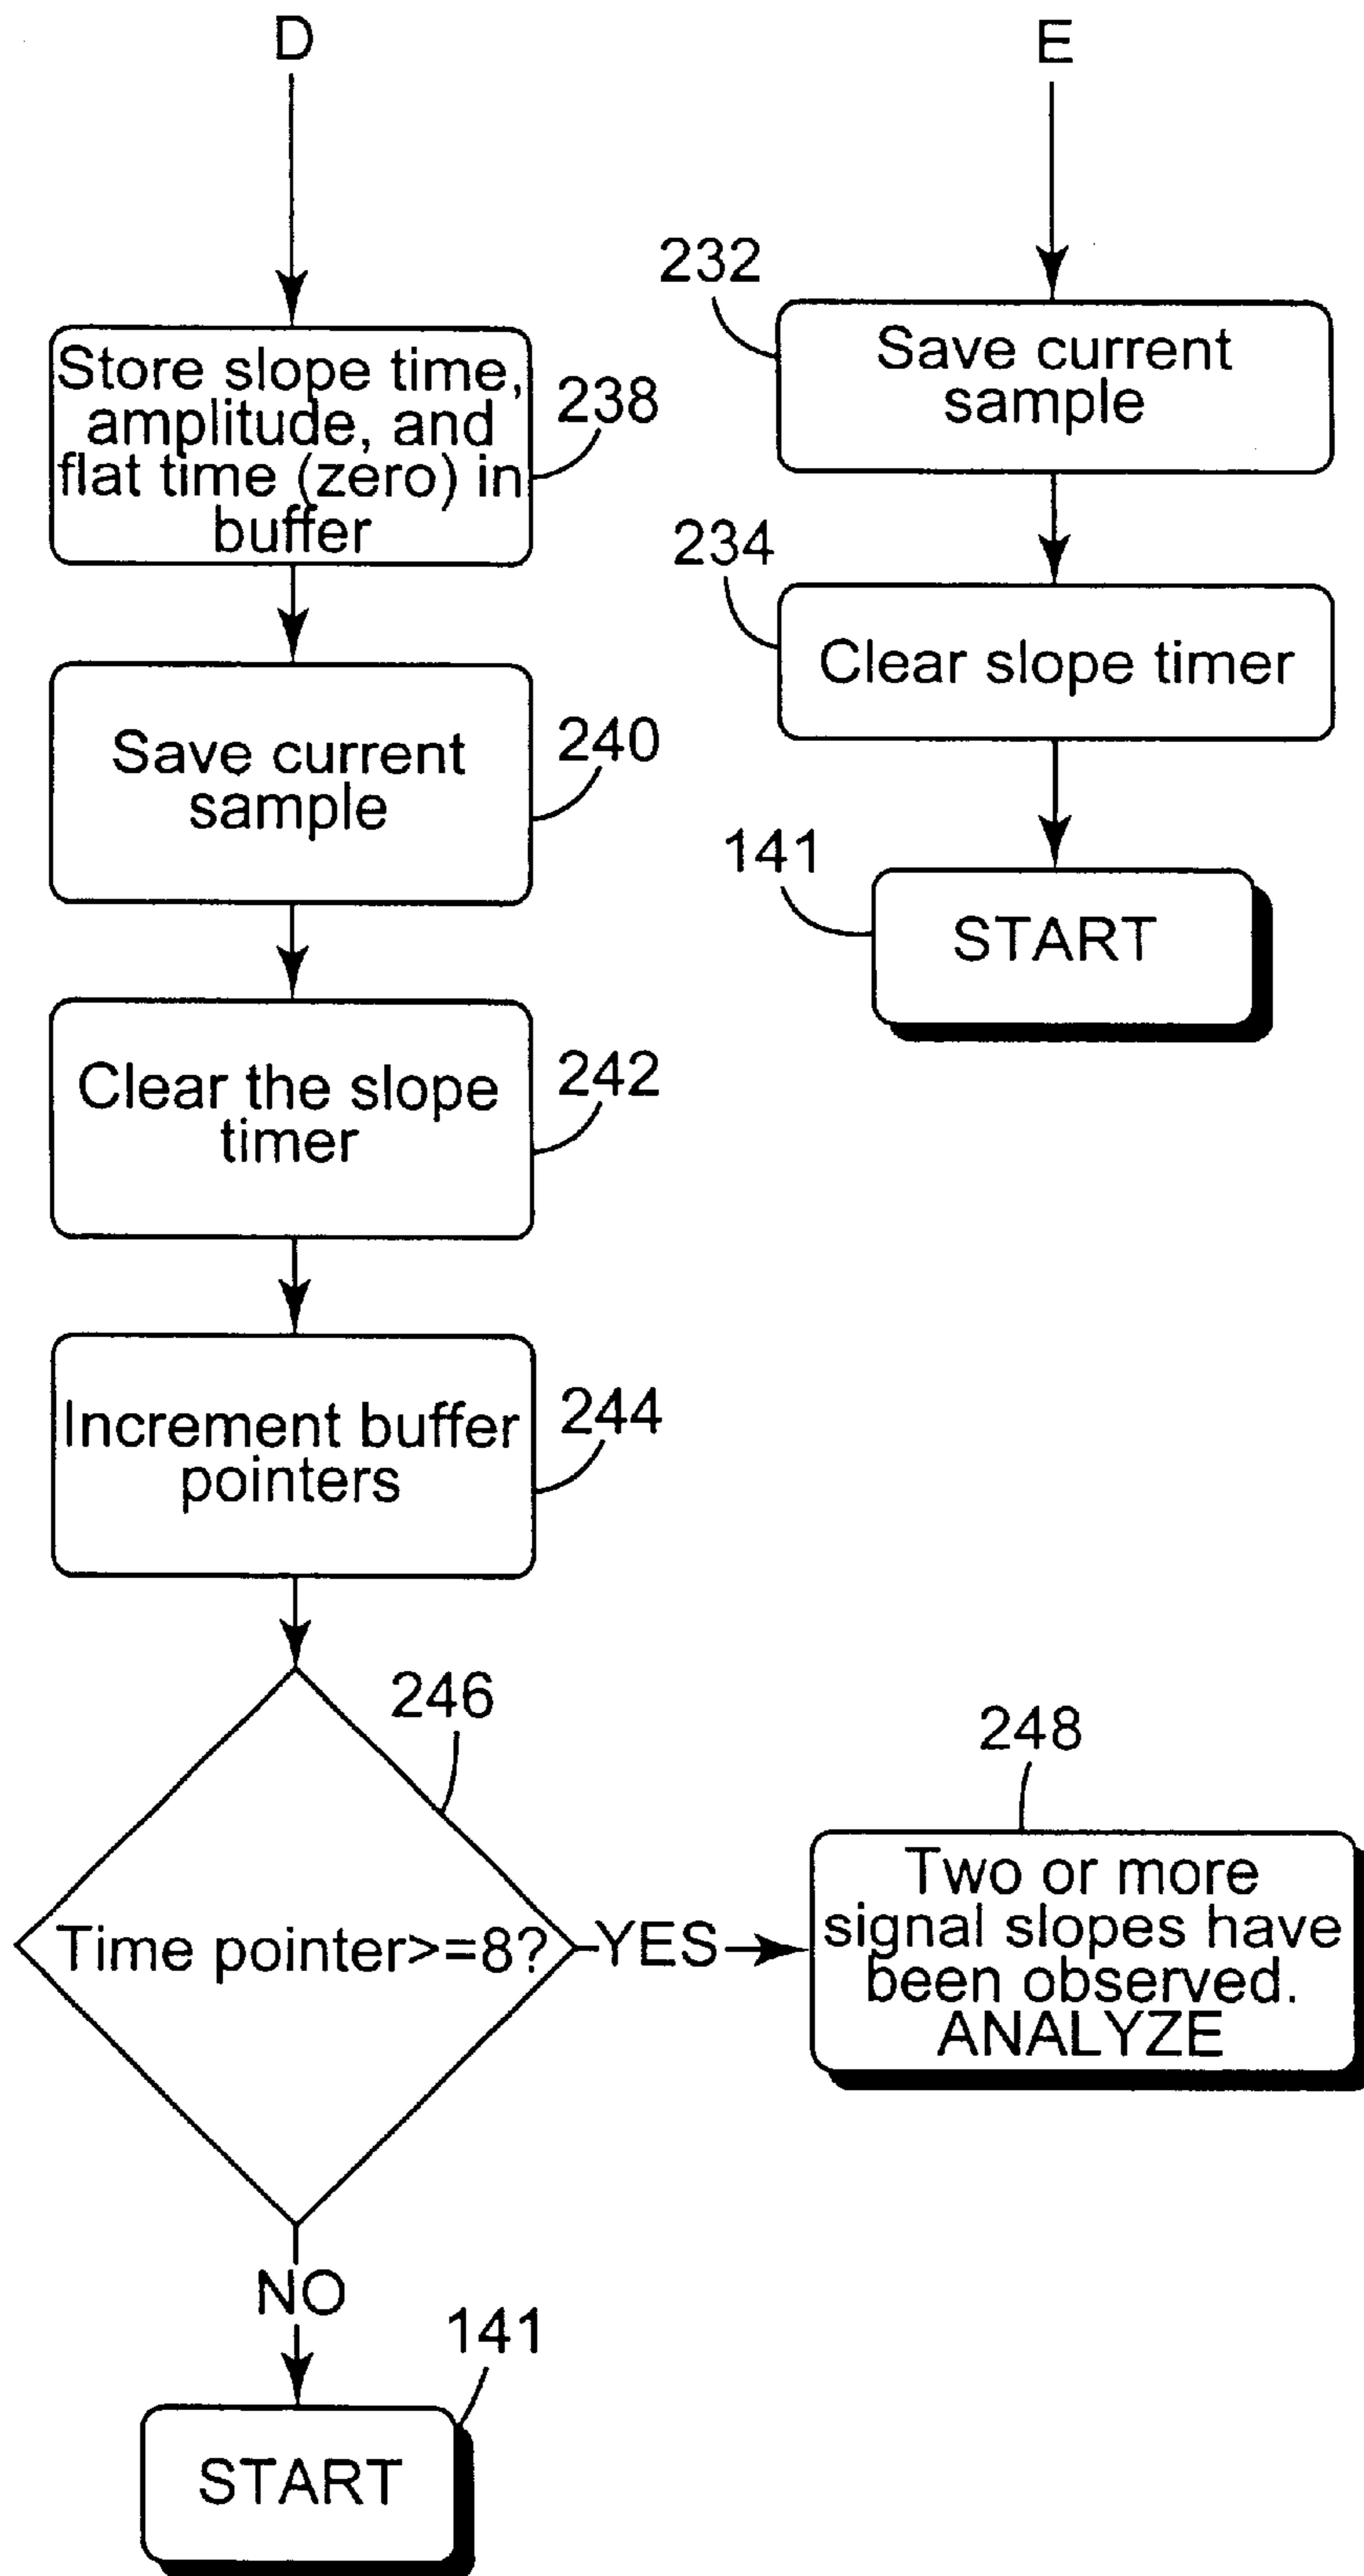 D
Store slope time,
amplitude, and
flat time (zero) in
buffer
238
Save current
sample
240
Clear the slope
timer
242
Increment buffer
pointers
244
246
Time pointer>=8?
YES
248
Two or more
signal slopes have
been observed.
ANALYZE
NO
141
START
E
232
Save current
sample
234
Clear slope timer
141
START